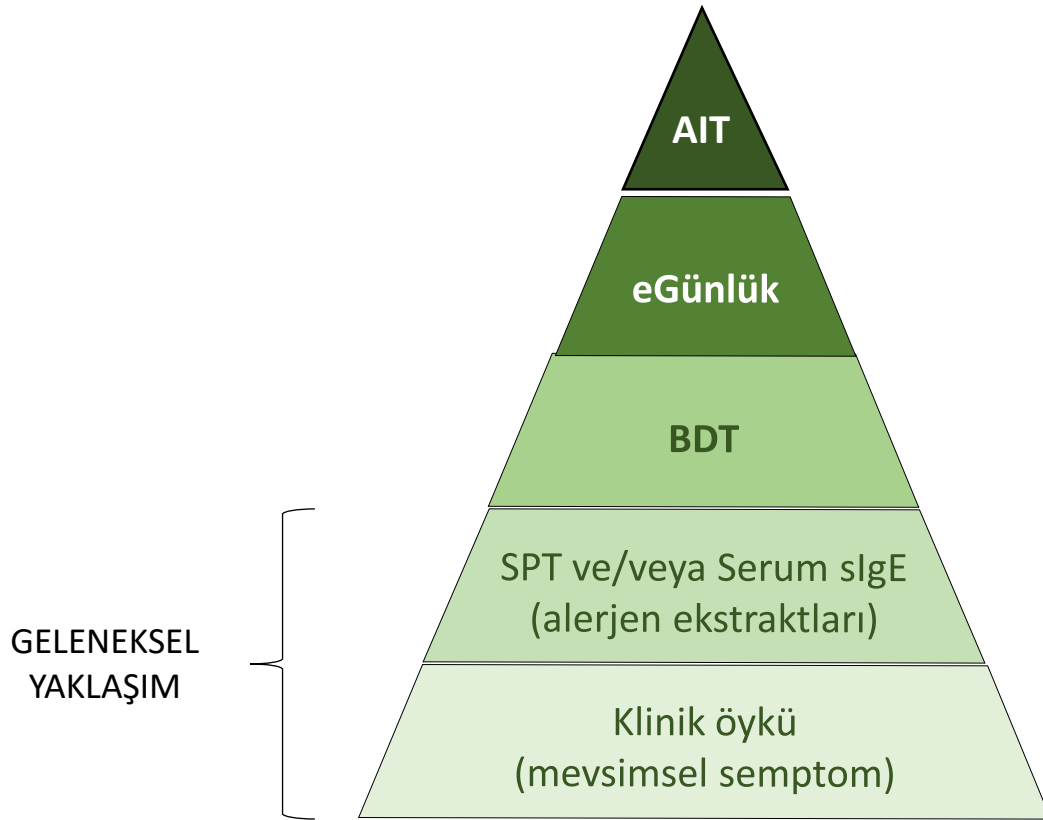 AIT
eGünlük
BDT
SPT ve/veya Serum sIgE
(alerjen ekstraktları)
GELENEKSEL
YAKLAŞIM
Klinik öykü
(mevsimsel semptom)